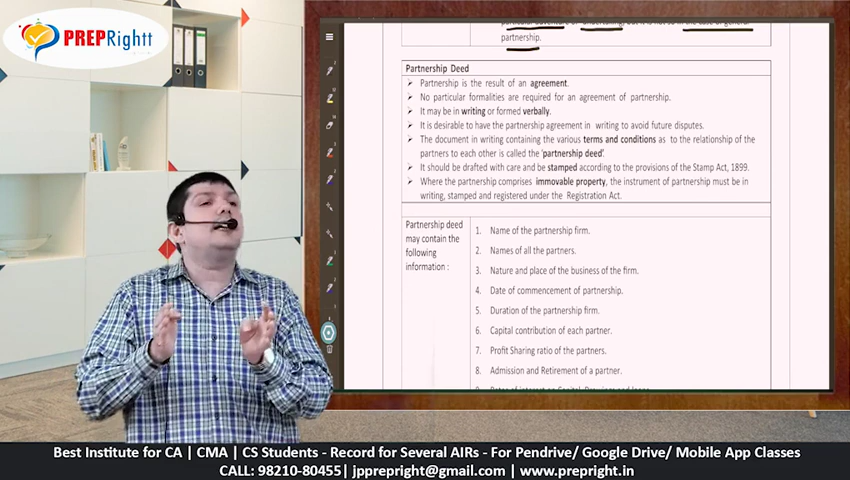 PREPRightt
particular adventure or undertaking, but it is not so in the case of general
partnership.
Partnership Deed
➢ Partnership is the result of an agreement.
➢ No particular formalities are required for an agreement of partnership.
➢ It may be in writing or formed verbally.
➢ It is desirable to have the partnership agreement in writing to avoid future disputes.
➢ The document in writing containing the various terms and conditions as to the relationship of the
partners to each other is called the 'partnership deed'.
➢ It should be drafted with care and be stamped according to the provisions of the Stamp Act, 1899.
➢ Where the partnership comprises immovable property, the instrument of partnership must be in
writing, stamped and registered under the Registration Act.
Partnership deed
may contain the
following
information :
1. Name of the partnership firm.
2. Names of all the partners.
3. Nature and place of the business of the firm.
4. Date of commencement of partnership.
5. Duration of the partnership firm.
6. Capital contribution of each partner.
7. Profit Sharing ratio of the partners.
8. Admission and Retirement of a partner.
Best Institute for CA | CMA | CS Students - Record for Several AIRs - For Pendrive/ Google Drive/ Mobile App Classes
CALL: 98210-80455| jpprepright@gmail.com | www.prepright.in